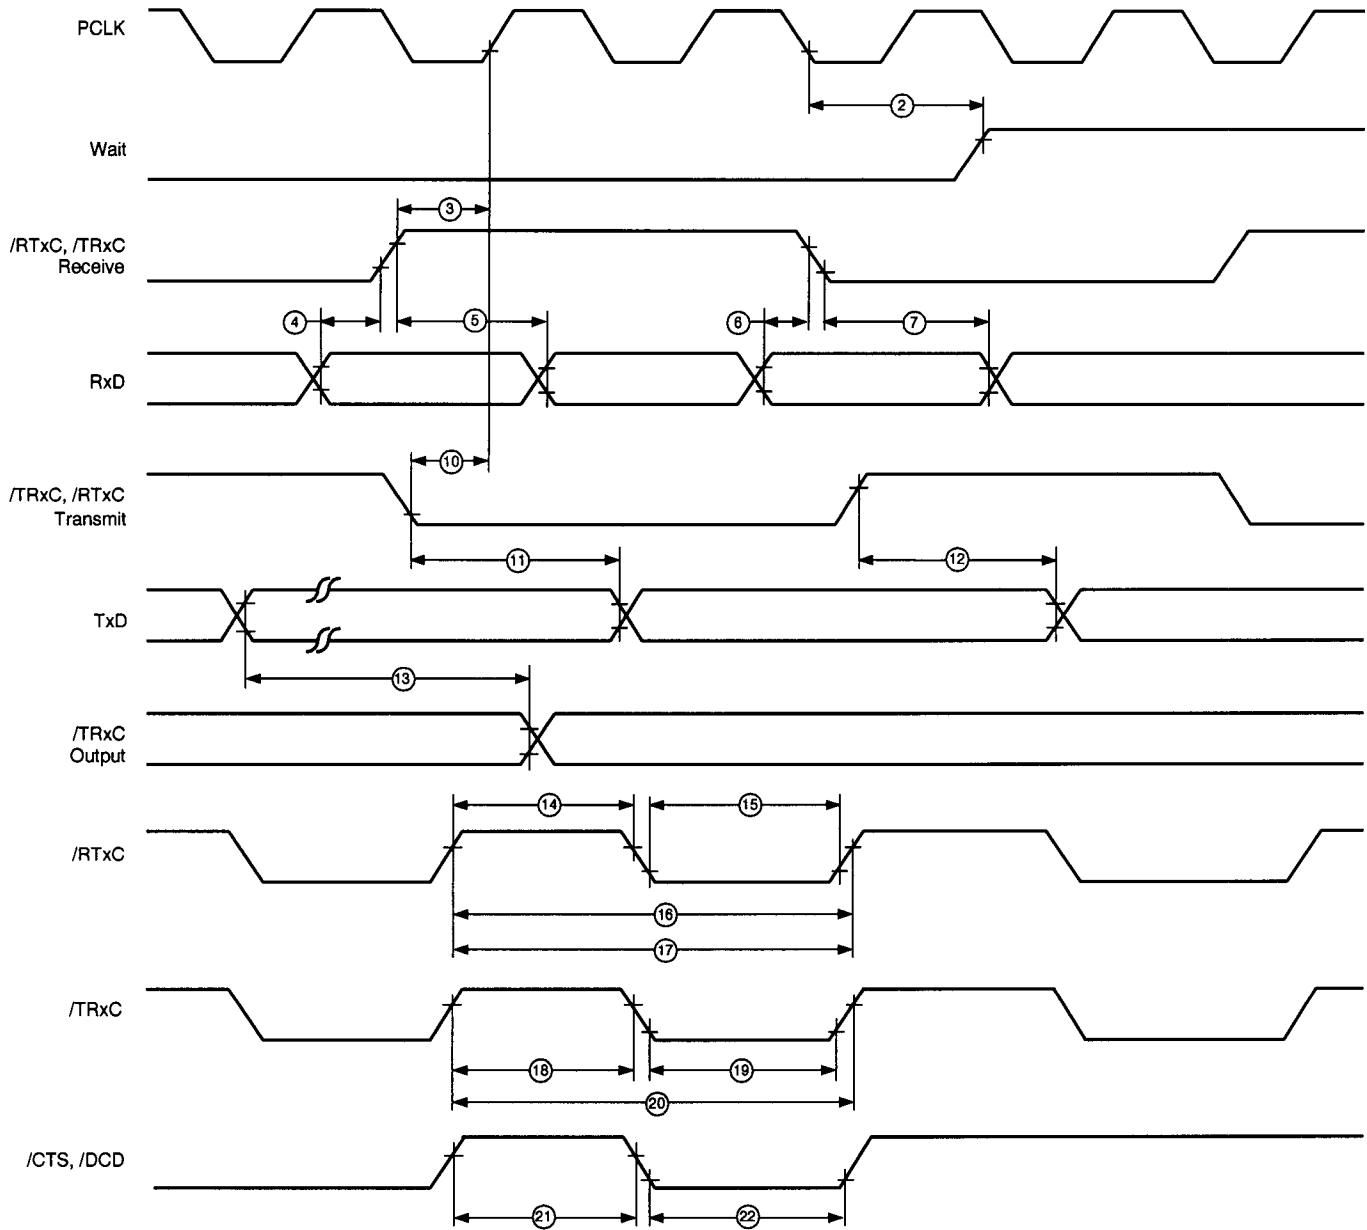 PCLK
2
Wait
3
/RTxC, /TRxC
Receive
4
5
6
7
RxD
10
/TRxC, /RTxC
Transmit
11
12
TxD
13
/TRxC
Output
14
15
/RTxC
16
17
/TRxC
18
19
20
/CTS, /DCD
21
22